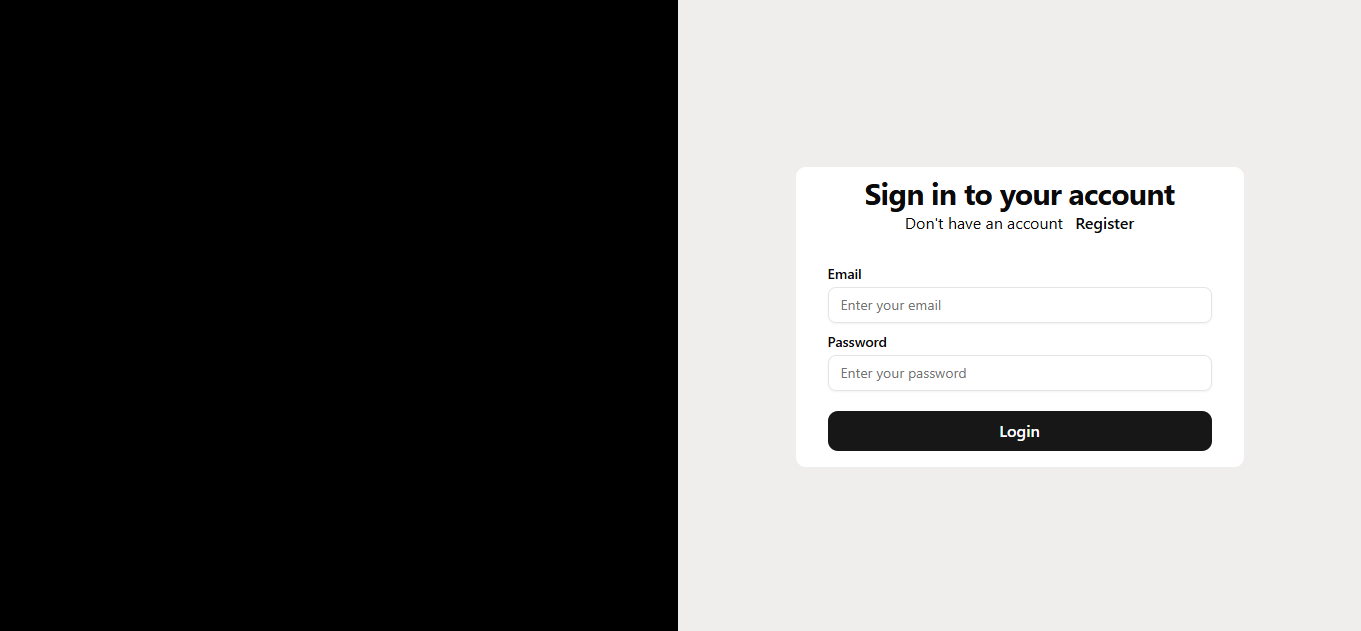 Sign in to your account
Don't have an account Register
Email
Enter your email
Password
Enter your password
Login